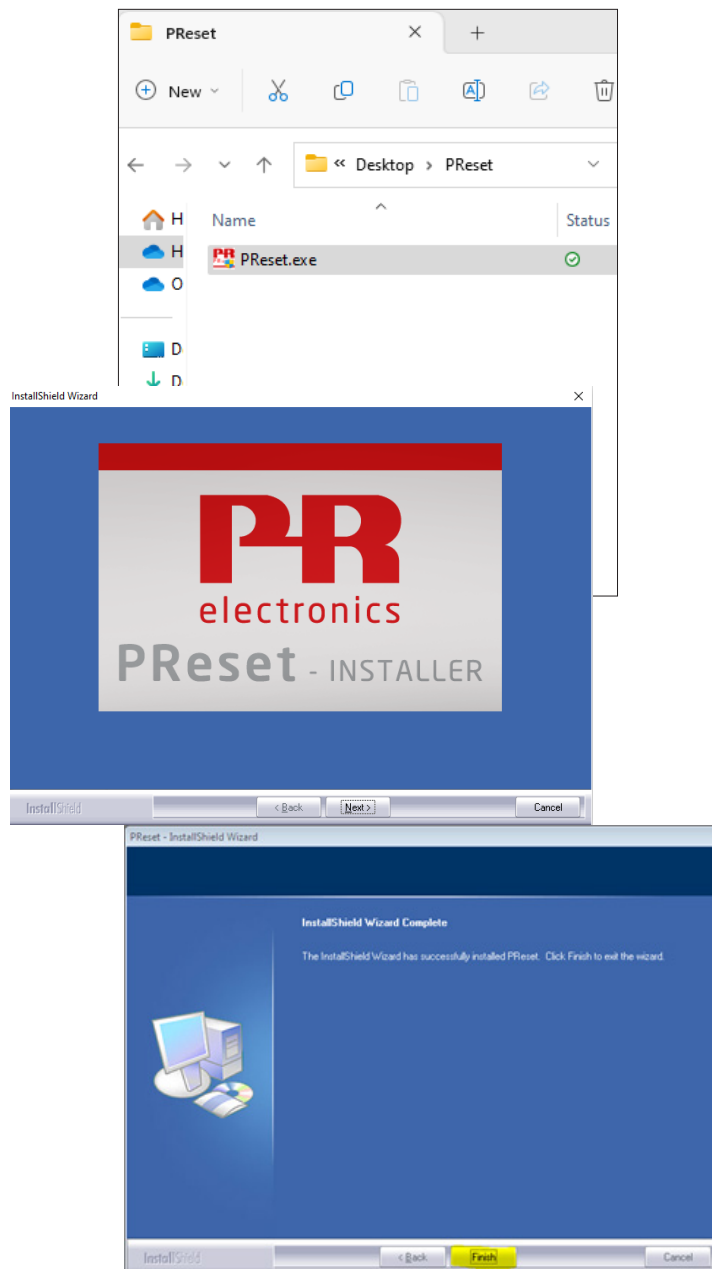 PReset
New
« Desktop > PReset
H
Name
Status
H
PReset.exe
O
D
D
InstallShield Wizard
PR
electronics
PReset - INSTALLER
InstallShield
< Back
Next >
Cancel
PReset - InstallShield Wizard
InstallShield Wizard Complete
The InstallShield Wizard has successfully installed PReset. Click Finish to exit the wizard.
InstallShield
< Back
Finish
Cancel